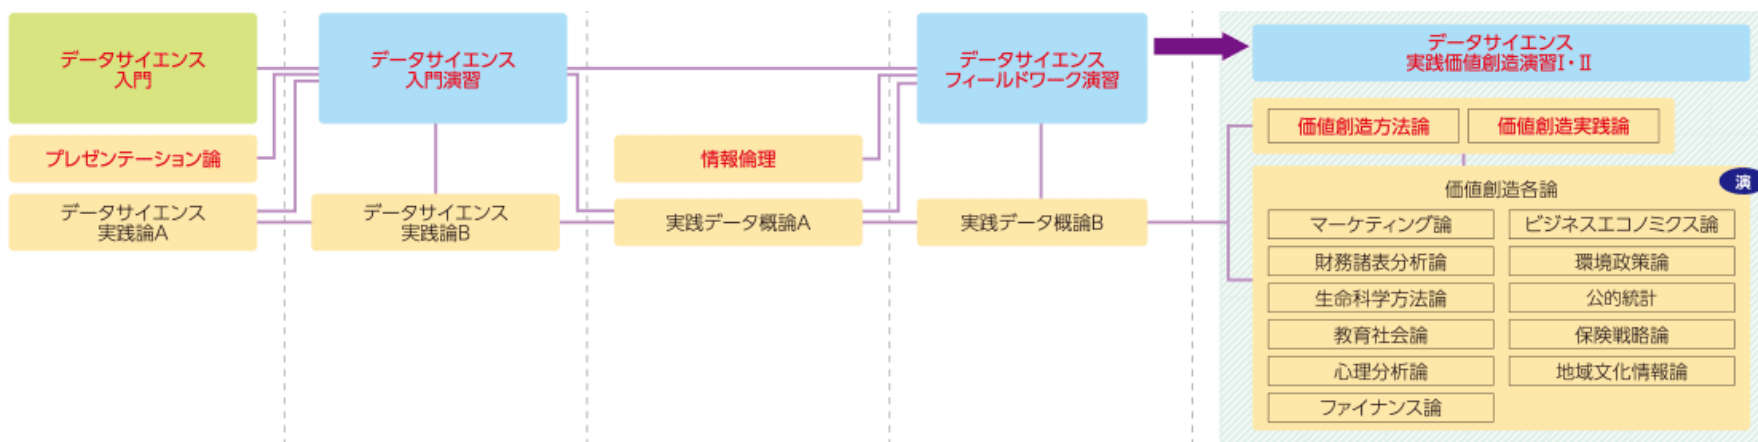 データサイエンス
入門
プレゼンテーション論
データサイエンス
実践論A
データサイエンス
入門演習
データサイエンス
実践論B
情報倫理
実践データ概論A
データサイエンス
フィールドワーク演習
実践データ概論B
データサイエンス
実践価値創造演習I・II
価値創造方法論
価値創造実践論
価値創造各論
演
マーケティング論
ビジネスエコノミクス論
財務諸表分析論
環境政策論
生命科学方法論
公的統計
教育社会論
保険戦略論
心理分析論
地域文化情報論
ファイナンス論